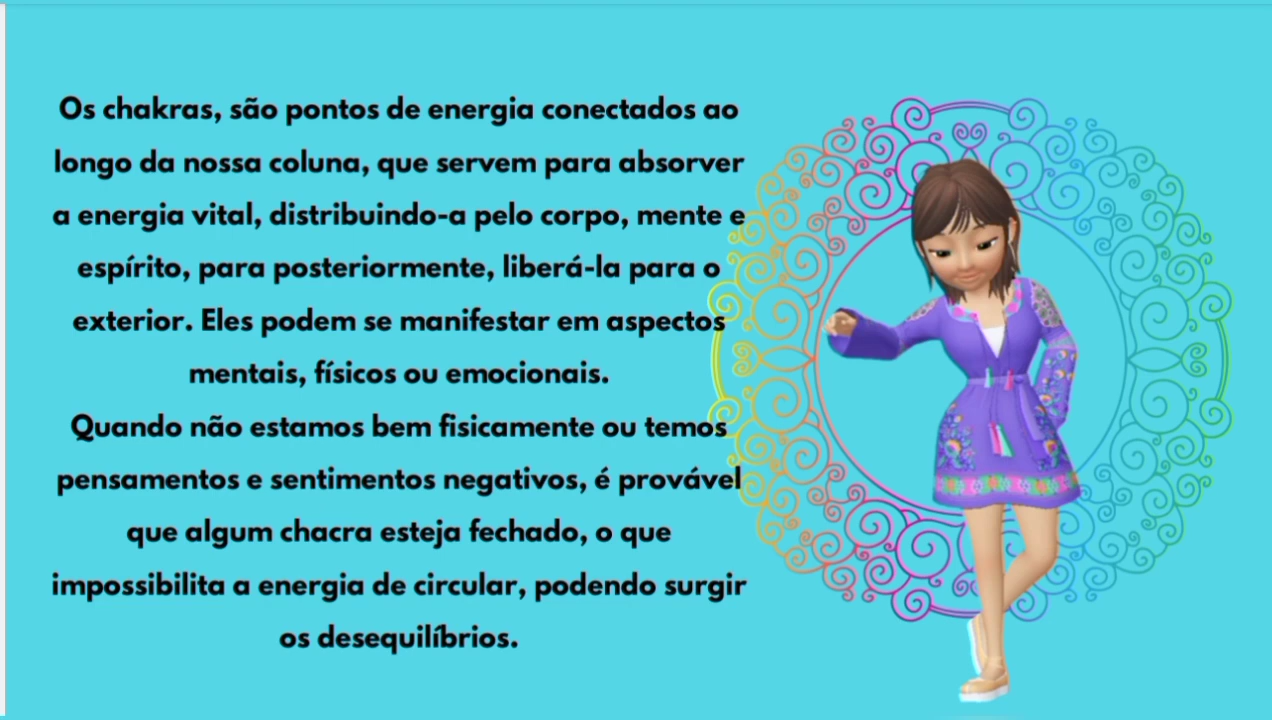 Os chakras, são pontos de energia conectados ao
longo da nossa coluna, que servem para absorver
a energia vital, distribuindo-a pelo corpo, mente e
espírito, para posteriormente, liberá-la para o
exterior. Eles podem se manifestar em aspectos
mentais, físicos ou emocionais.
Quando não estamos bem fisicamente ou temos
pensamentos e sentimentos negativos, é provável
que algum chacra esteja fechado, o que
impossibilita a energia de circular, podendo surgir
os desequilíbrios.